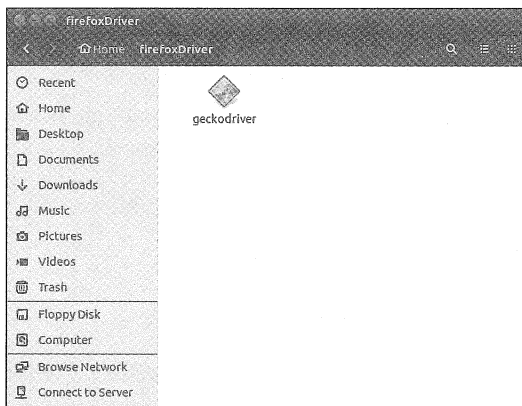 firefoxDriver
Home firefoxDriver
Recent
Home
Desktop
Documents
Downloads
Music
Pictures
Videos
Trash
Floppy Disk
Computer
Browse Network
Connect to Server
geckodriver